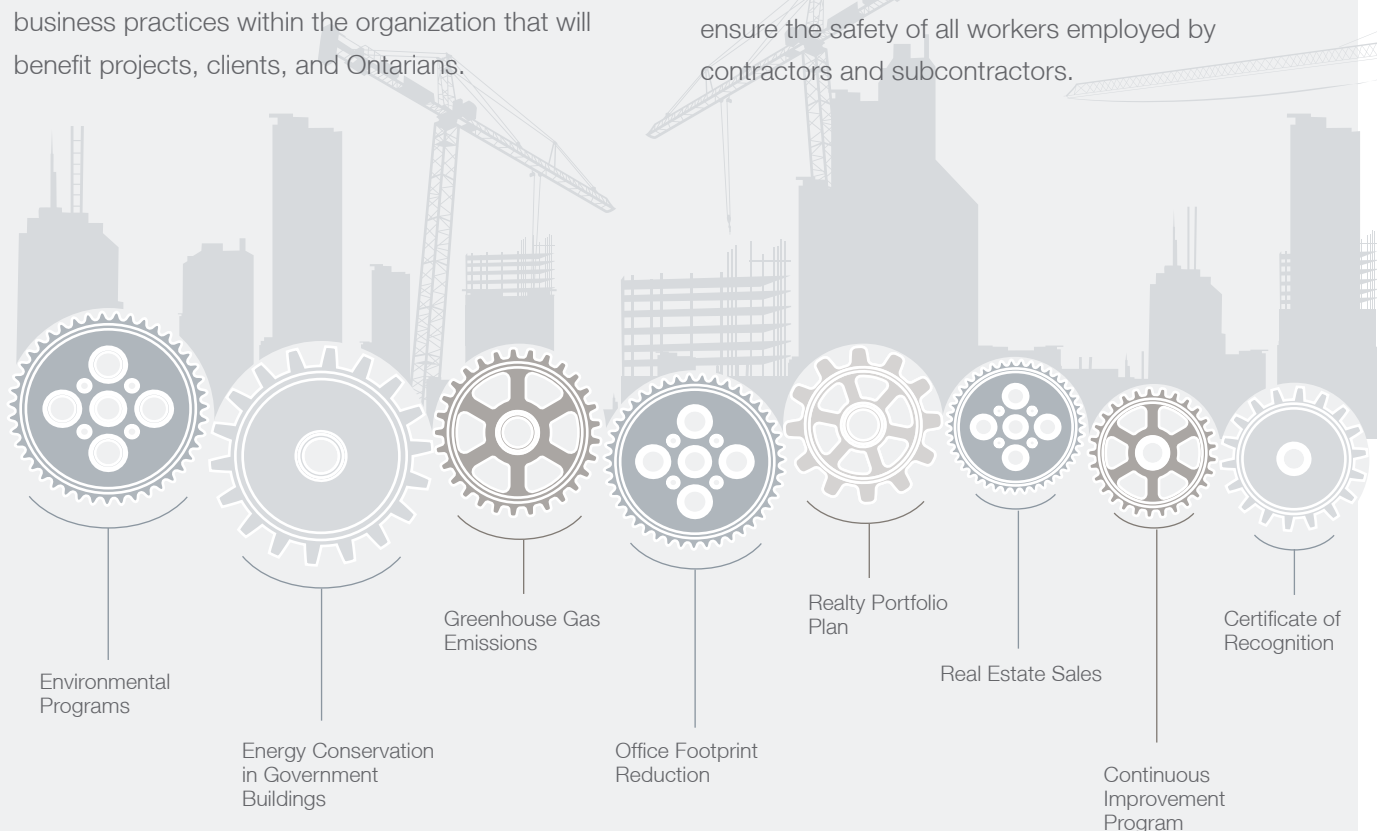 business practices within the organization that will
benefit projects, clients, and Ontarians.
ensure the safety of all workers employed by
contractors and subcontractors.
Environmental
Programs
Energy Conservation
in Government
Buildings
Greenhouse Gas
Emissions
Office Footprint
Reduction
Realty Portfolio
Plan
Real Estate Sales
Continuous
Improvement
Program
Certificate of
Recognition